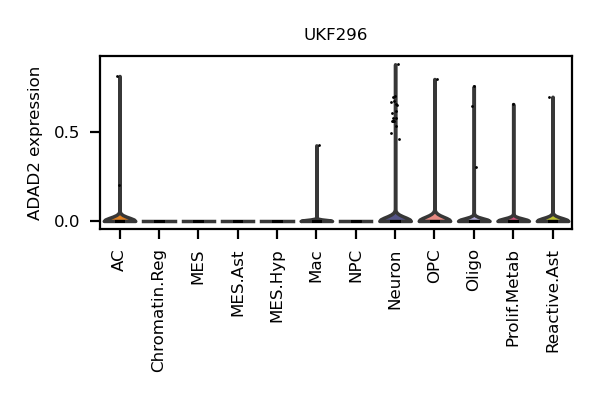 UKF296
ADAD2 expression
0.5
0.0
AC
Chromatin.Reg
MES
MES.Ast
MES.Hyp
Mac
NPC
Neuron
OPC
Oligo
Prolif.Metab
Reactive.Ast